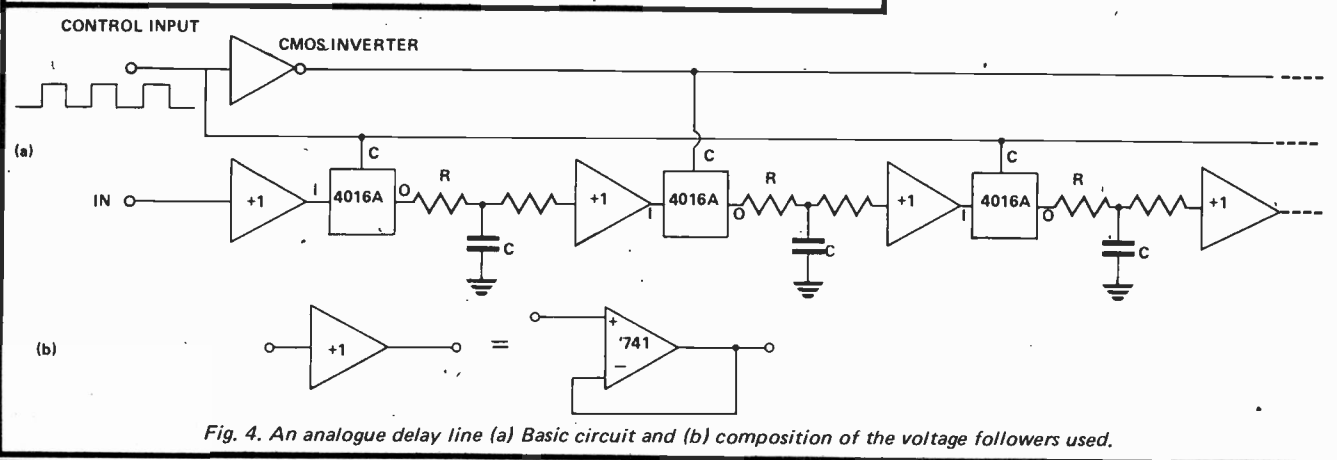 CONTROL INPUT
CMOS INVERTER
(a)
C
C
C
IN
+1
I
4016A
O
R
C
+1
I
4016A
O
R
C
+1
I
4016A
O
R
C
+1
(b)
+1
=
+
'741
−
Fig. 4. An analogue delay line (a) Basic circuit and (b) composition of the voltage followers used.